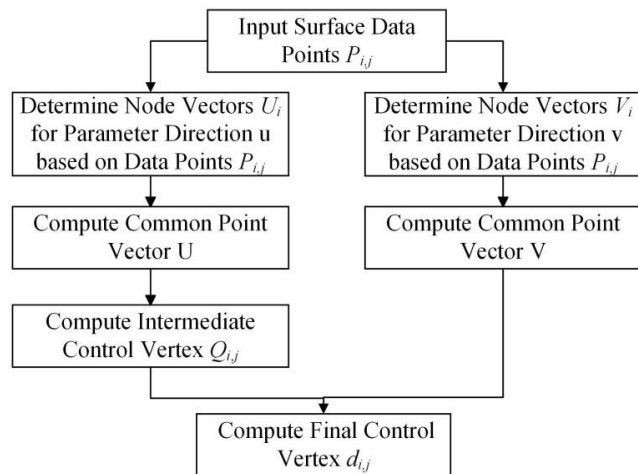 Input Surface Data
Points P_{i,j}
Determine Node Vectors U_i
for Parameter Direction u
based on Data Points P_{i,j}
Determine Node Vectors V_i
for Parameter Direction v
based on Data Points P_{i,j}
Compute Common Point
Vector U
Compute Common Point
Vector V
Compute Intermediate
Control Vertex Q_{i,j}
Compute Final Control
Vertex d_{i,j}